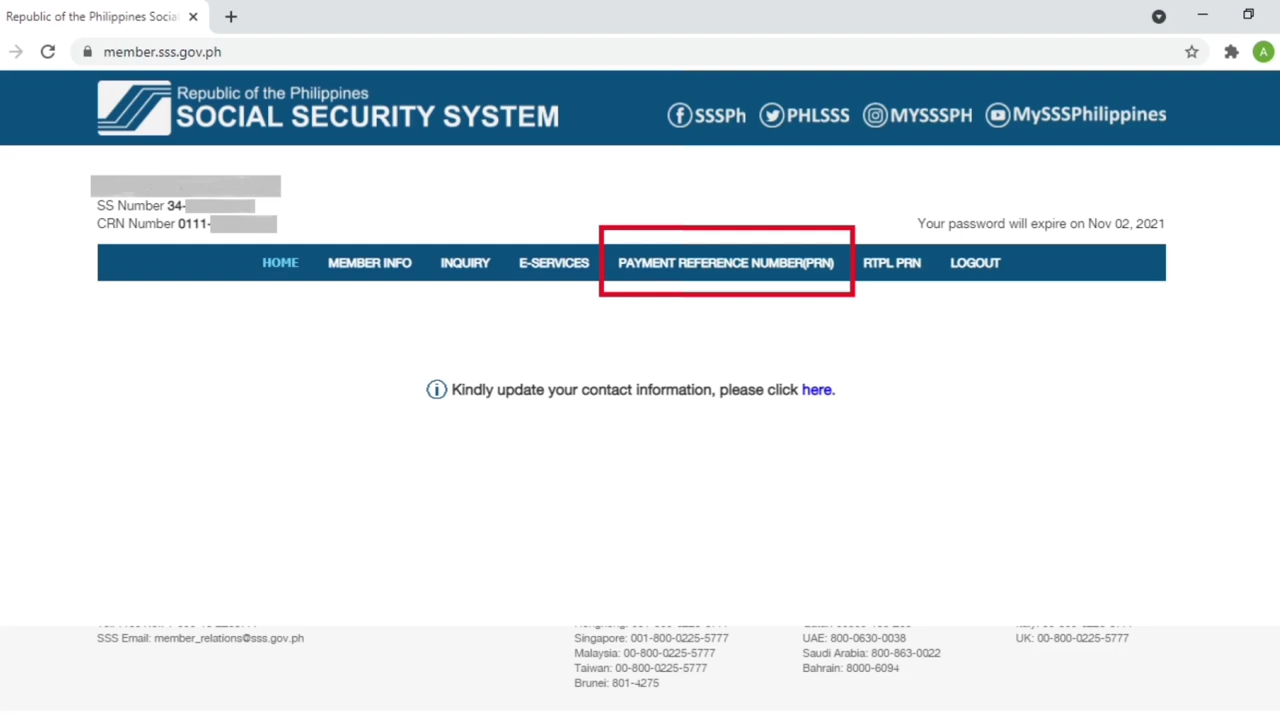 Republic of the Philippines Socia
member.sss.gov.ph
A
Republic of the Philippines
SOCIAL SECURITY SYSTEM
SSSPh PHLSSS MYSSSPH MySSSPhilippines
SS Number 34-
CRN Number 0111-
Your password will expire on Nov 02, 2021
HOME MEMBER INFO INQUIRY E-SERVICES PAYMENT REFERENCE NUMBER(PRN) RTPL PRN LOGOUT
Kindly update your contact information, please click here.
SSS Email: member_relations@sss.gov.ph
Singapore: 001-800-0225-5777
Malaysia: 00-800-0225-5777
Taiwan: 00-800-0225-5777
Brunei: 801-4275
UAE: 800-0630-0038
Saudi Arabia: 800-863-0022
Bahrain: 8000-6094
UK: 00-800-0225-5777